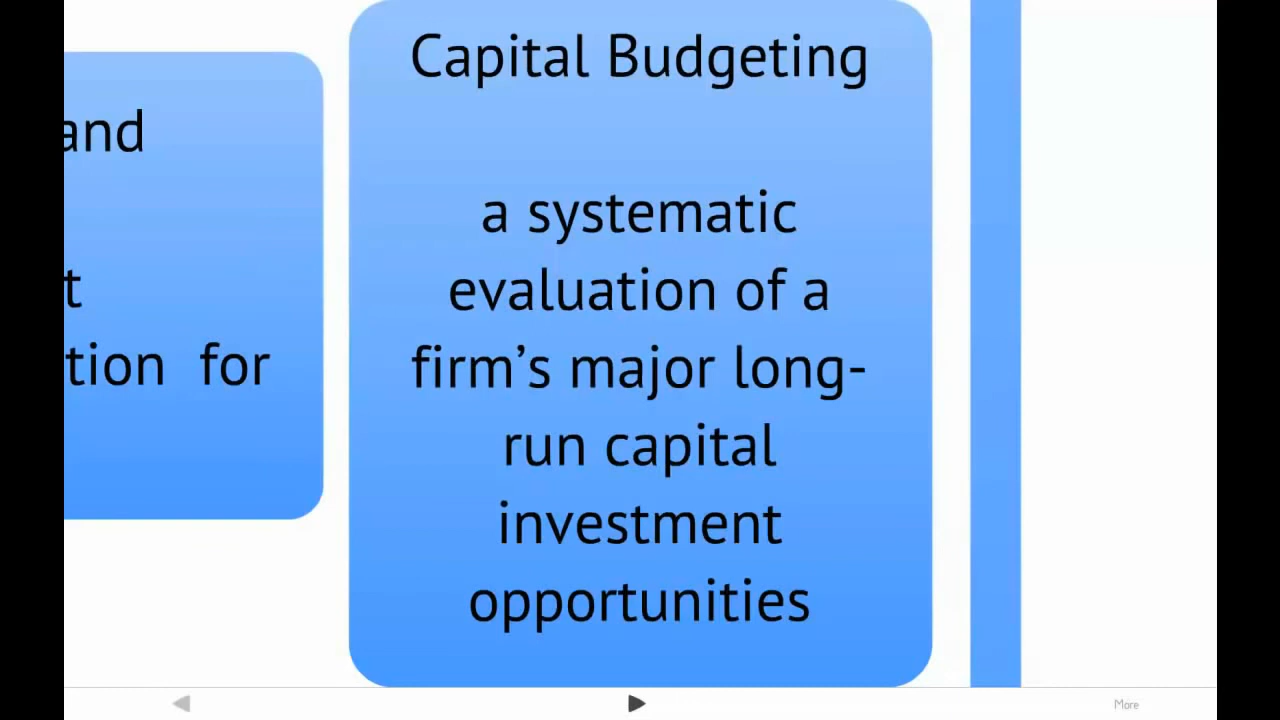 and
t
tion for
Capital Budgeting
a systematic
evaluation of a
firm's major long-
run capital
investment
opportunities
More